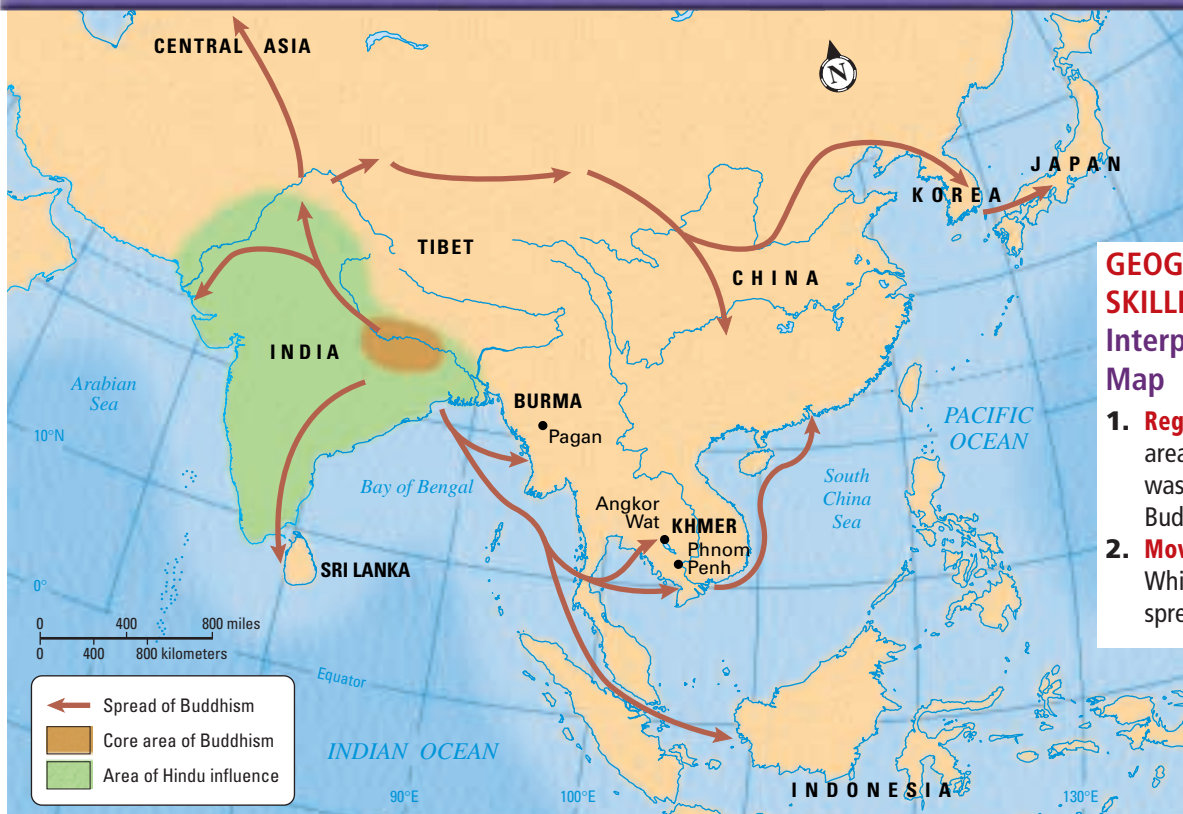 CENTRAL ASIA
N
JAPAN
KOREA
TIBET
CHINA
INDIA
Arabian
Sea
BURMA
Pagan
PACIFIC
OCEAN
10°N
Bay of Bengal
South
China
Sea
Angkor
Wat
KHMER
Phnom
Penh
0°
SRI LANKA
0 400 800 miles
0 400 800 kilometers
Equator
Spread of Buddhism
Core area of Buddhism
Area of Hindu influence
INDIAN OCEAN
INDONESIA
90°E
100°E
130°E
GEOG
SKILL
Interp
Map
1. Reg
area
was
Bud
2. Mov
Whi
spre